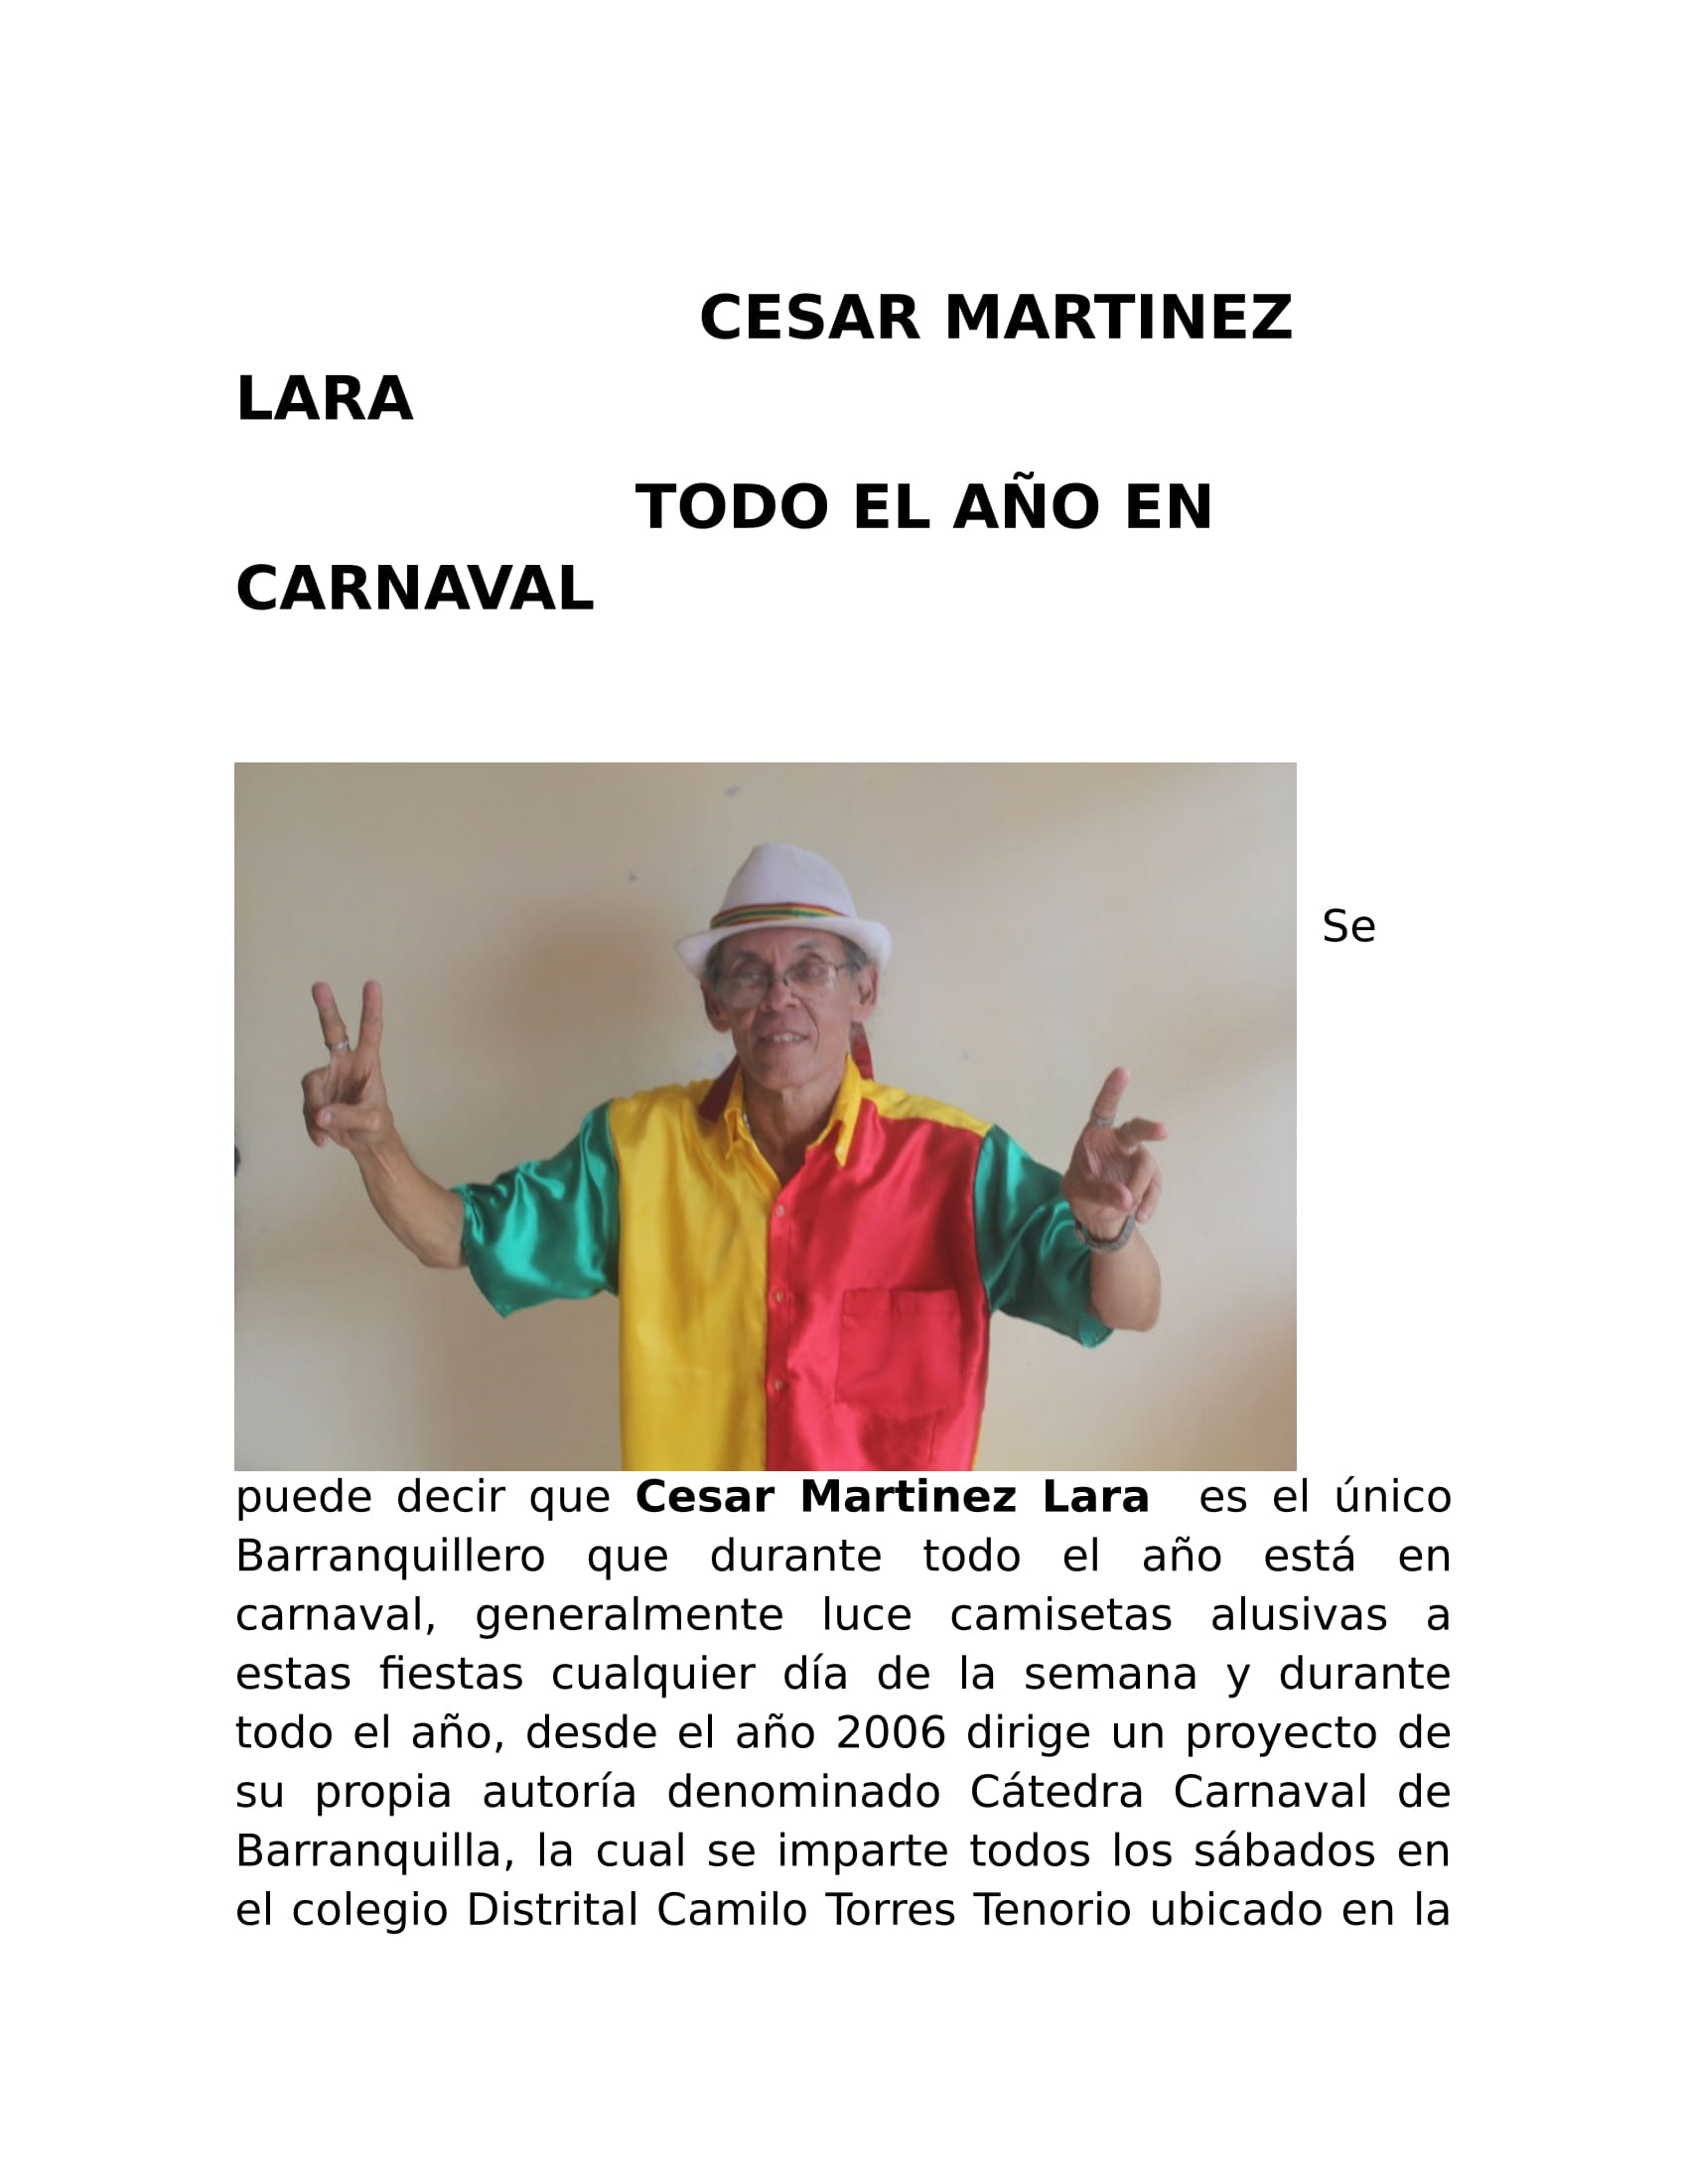 CESAR MARTINEZ
LARA
TODO EL AÑO EN
CARNAVAL
Se
puede decir que Cesar Martinez Lara es el único
Barranquillero que durante todo el año está en
carnaval, generalmente luce camisetas alusivas a
estas fiestas cualquier día de la semana y durante
todo el año, desde el año 2006 dirige un proyecto de
su propia autoría denominado Cátedra Carnaval de
Barranquilla, la cual se imparte todos los sábados en
el colegio Distrital Camilo Torres Tenorio ubicado en la